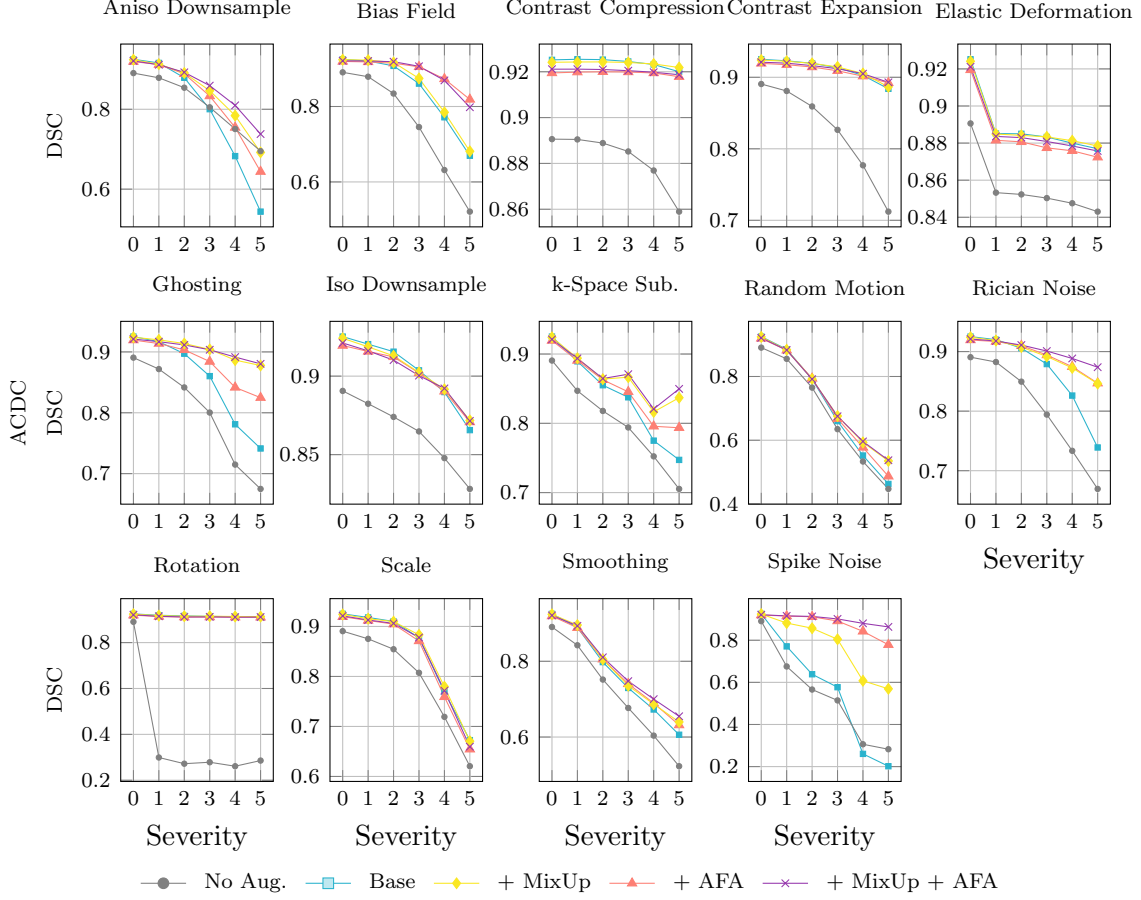 Aniso Downsample Bias Field Contrast Compression Contrast Expansion Elastic Deformation
DSC
0.8
0.6
0 1 2 3 4 5
0.8
0.6
0 1 2 3 4 5
0.92
0.9
0.88
0.86
0 1 2 3 4 5
0.9
0.8
0.7
0 1 2 3 4 5
0.92
0.9
0.88
0.86
0.84
0 1 2 3 4 5
Ghosting Iso Downsample k-Space Sub. Random Motion Rician Noise
ACDC
DSC
0.9
0.8
0.7
0 1 2 3 4 5
0.9
0.85
0 1 2 3 4 5
0.9
0.8
0.7
0 1 2 3 4 5
0.8
0.6
0.4
0 1 2 3 4 5
0.9
0.8
0.7
0 1 2 3 4 5
Severity
Rotation Scale Smoothing Spike Noise
DSC
0.8
0.6
0.4
0.2
0 1 2 3 4 5
Severity
0.9
0.8
0.7
0.6
0 1 2 3 4 5
Severity
0.8
0.6
0 1 2 3 4 5
Severity
0.8
0.6
0.4
0.2
0 1 2 3 4 5
Severity
No Aug. Base + MixUp + AFA + MixUp + AFA